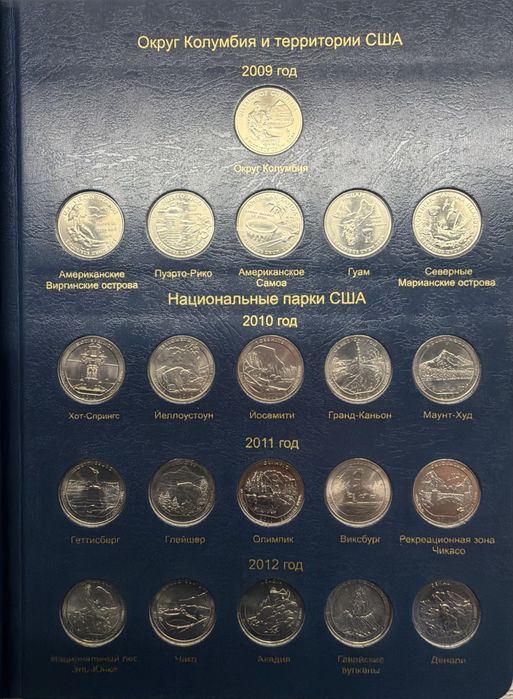 Округ Колумбия и территории США
2009 год
Округ Колумбия
Американские
Виргинские острова
Пуэрто-Рико
Американское
Самоа
Гуам
Северные
Марианские острова
Национальные парки США
2010 год
Хот-Спрингс
Йеллоустоун
Йосемити
Гранд-Каньон
Маунт-Худ
2011 год
Геттисберг
Глейшер
Олимпик
Виксбург
Рекреационная зона
Чикасо
2012 год
Национальный лес
Эль-Юнке
Чако
Акадия
Гавайские
вулканы
Денали